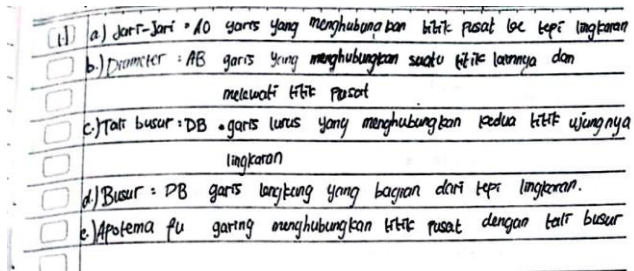 (1.) a.) Jari-Jari • AO garis yang menghubungkan titik pusat ke tepi lingkaran
b.) Diameter : AB garis yang menghubungkan suatu titik lainnya dan
melewati titik pusat
c.) Tali busur : DB • garis lurus yang menghubungkan kedua titik ujungnya
lingkaran
d.) Busur : DB garis lengkung yang bagian dari tepi lingkaran.
e.) Apotema garing menghubungkan titik pusat dengan tali busur